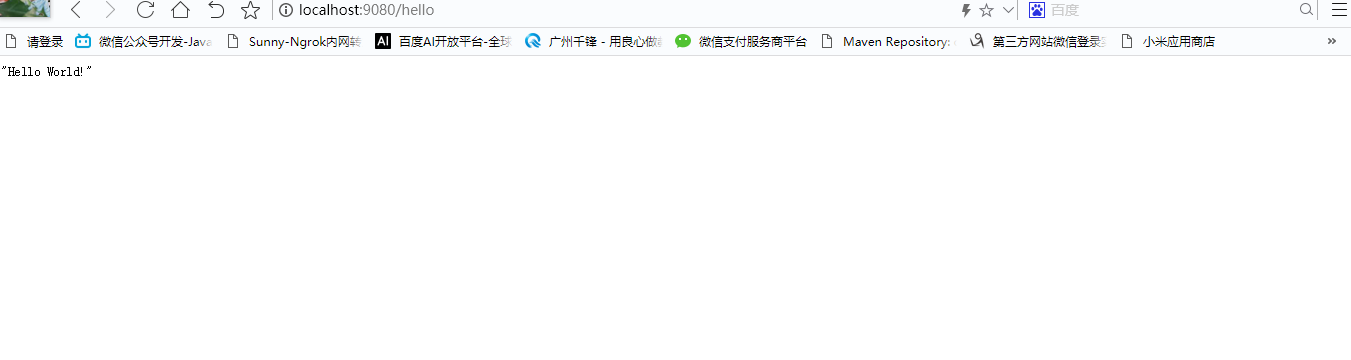 localhost:9080/hello
百度
请登录 微信公众号开发-Java Sunny-Ngrok内网转 AI 百度AI开放平台-全球 广州千锋 - 用良心做 微信支付服务商平台 Maven Repository: 第三方网站微信登录 小米应用商店 »
"Hello World!"